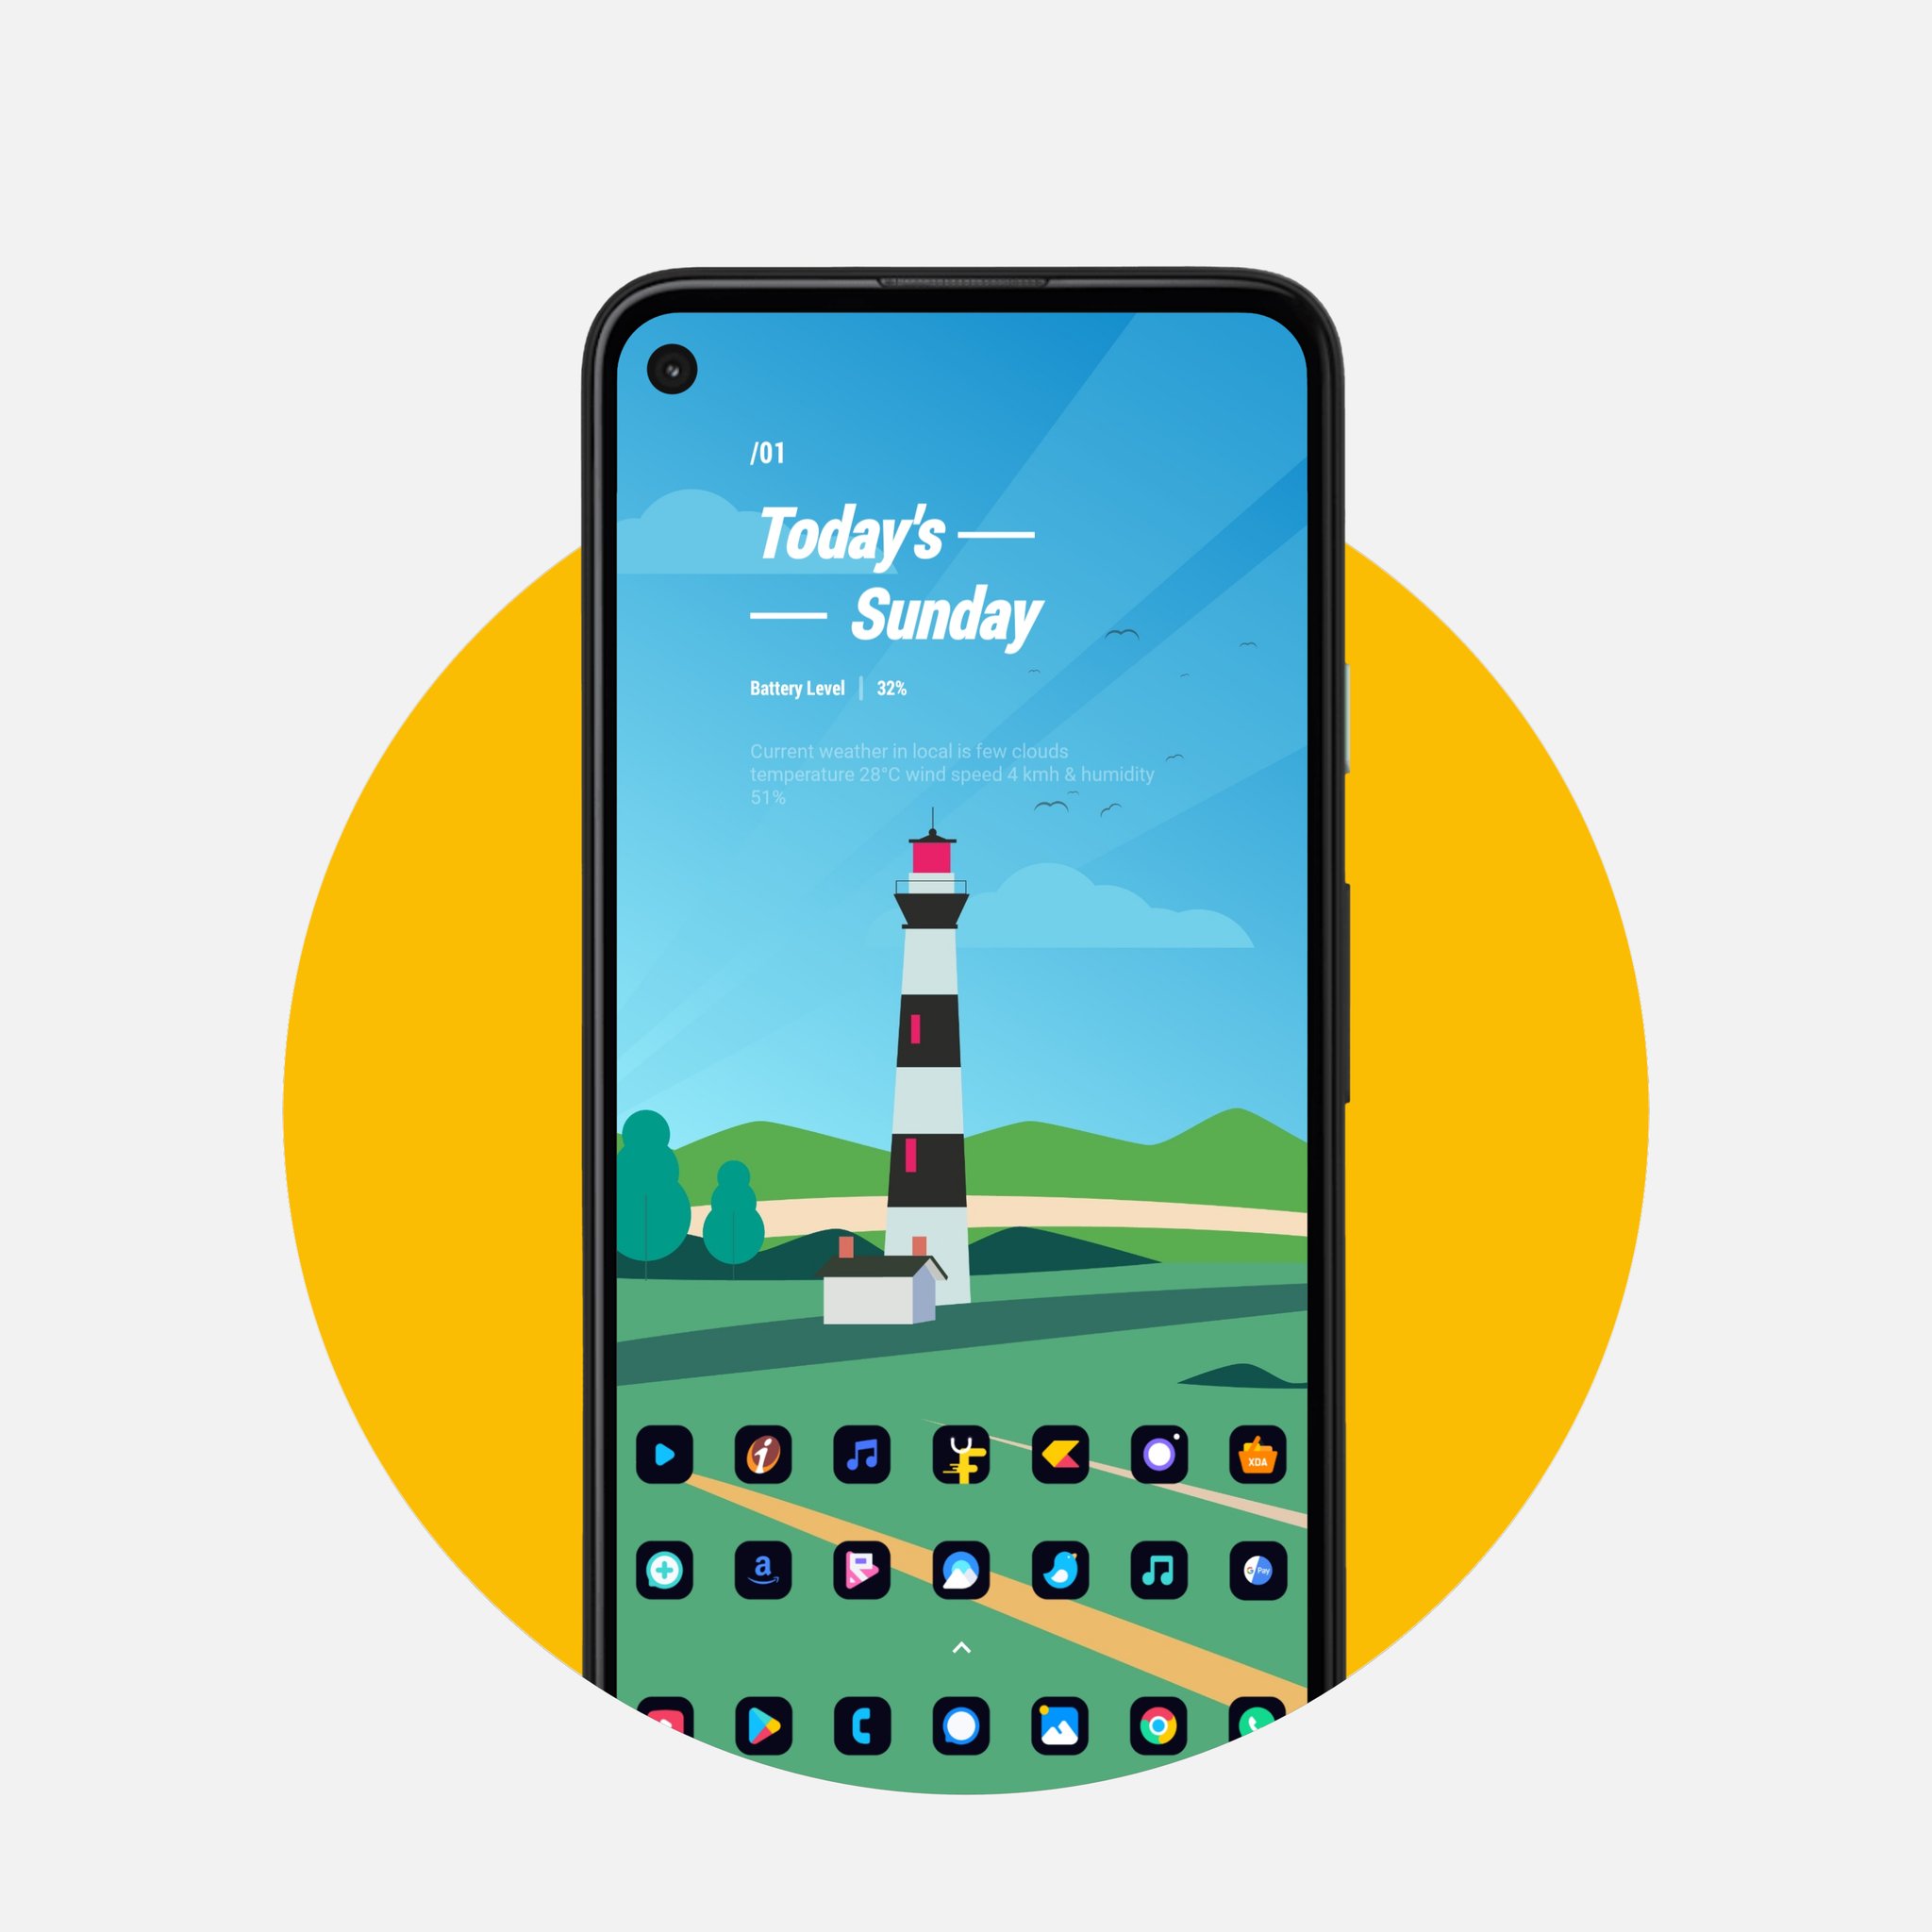 /01
Today's
Sunday
Battery Level | 32%
Current weather in local is few clouds
temperature 28°C wind speed 4 kmh & humidity
51%
i
XDA
a
G Pay